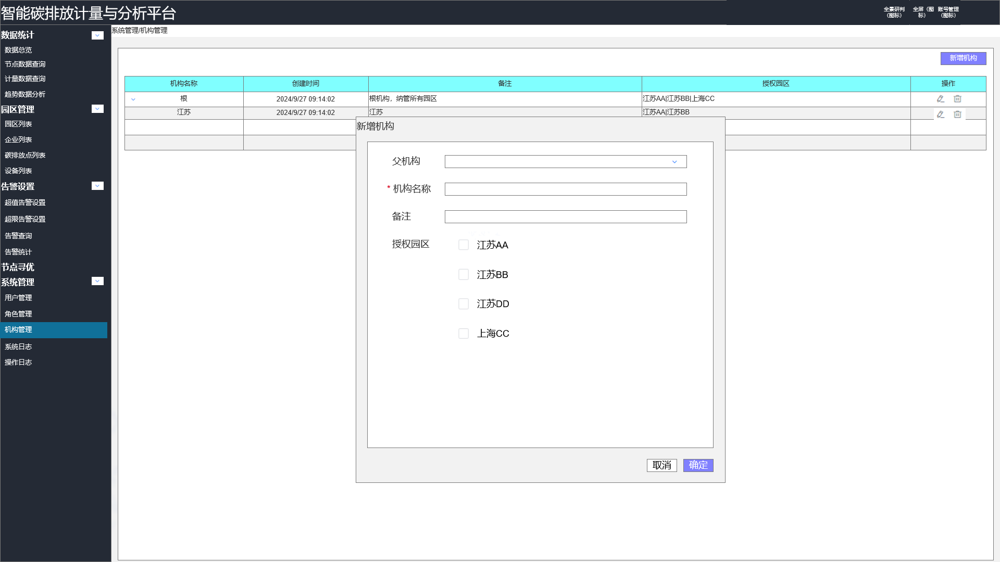 智能碳排放计量与分析平台
全景研判（图标）
全屏（图标）
账号管理（图标）
系统管理/机构管理
数据统计
数据总览
节点数据查询
计量数据查询
趋势数据分析
园区管理
园区列表
企业列表
碳排放点列表
设备列表
告警设置
超值告警设置
超限告警设置
告警查询
告警统计
节点寻优
系统管理
用户管理
角色管理
机构管理
系统日志
操作日志
新增机构
机构名称 创建时间 备注 授权园区 操作
根 2024/9/27 09:14:02 根机构，纳管所有园区 江苏AA|江苏BB|上海CC
江苏 2024/9/27 09:14:02 江苏 江苏AA|江苏BB
新增机构
父机构
* 机构名称
备注
授权园区 江苏AA
江苏BB
江苏DD
上海CC
取消 确定